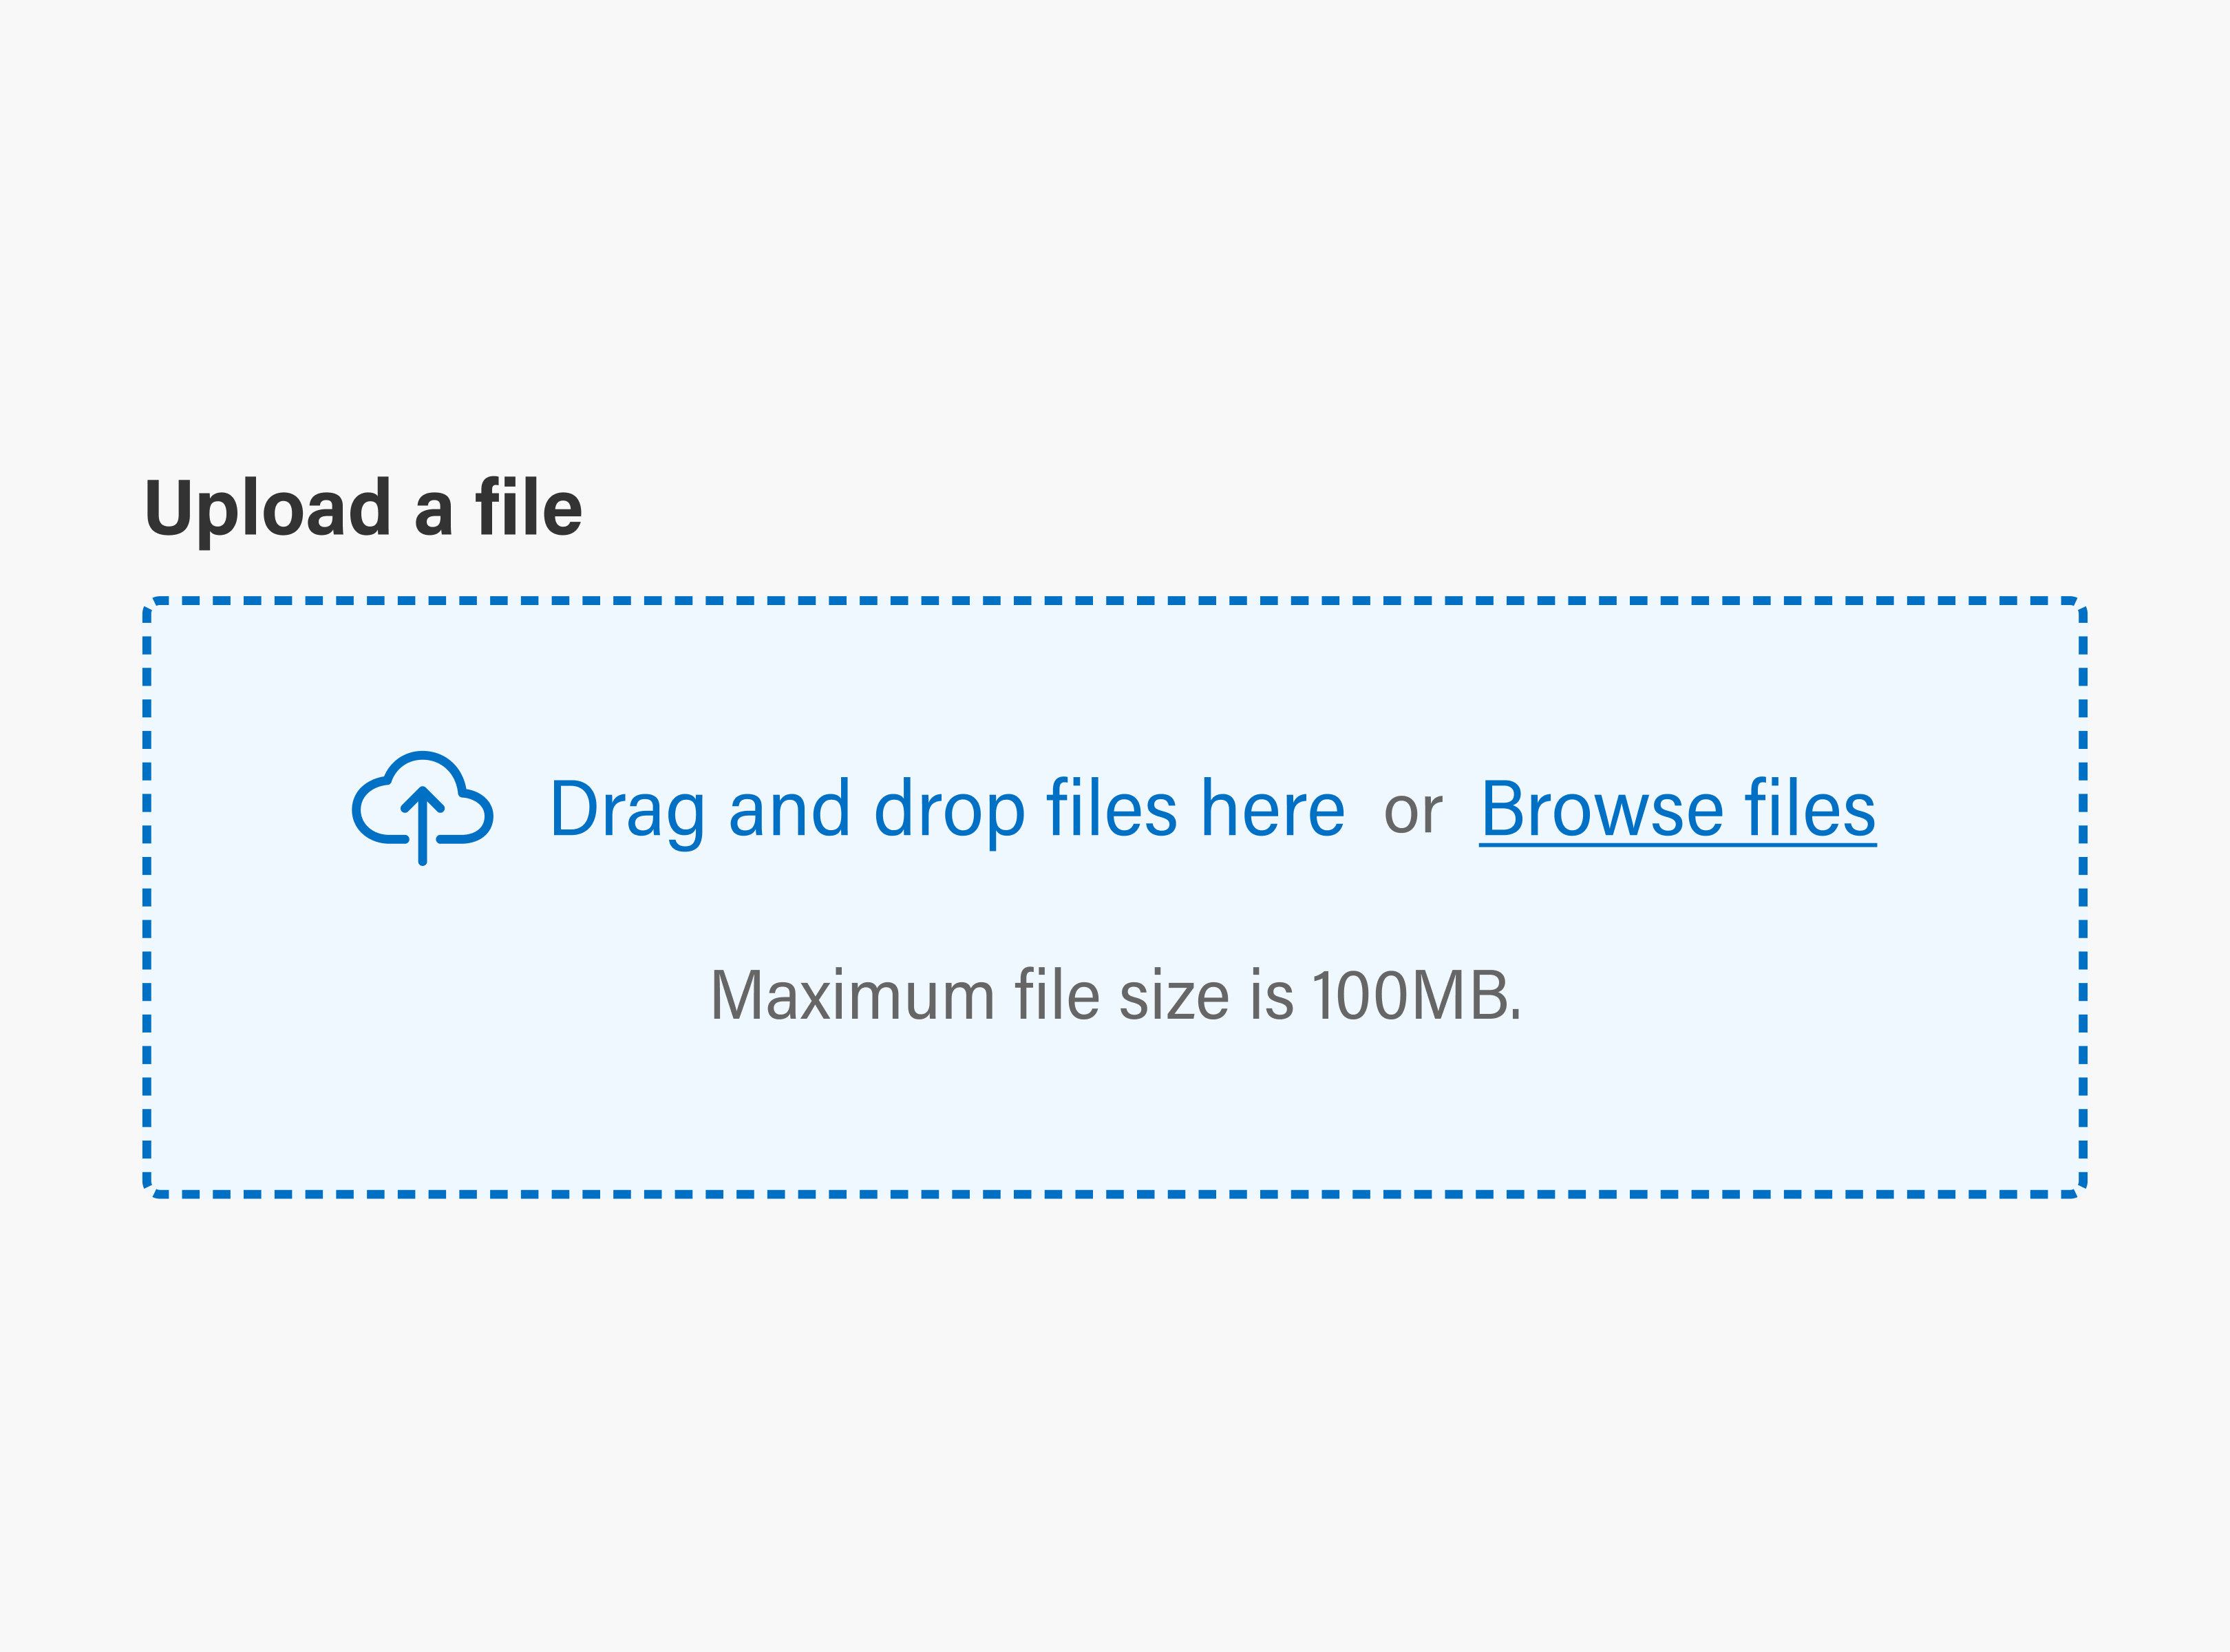 Upload a file
Drag and drop files here or Browse files
Maximum file size is 100MB.